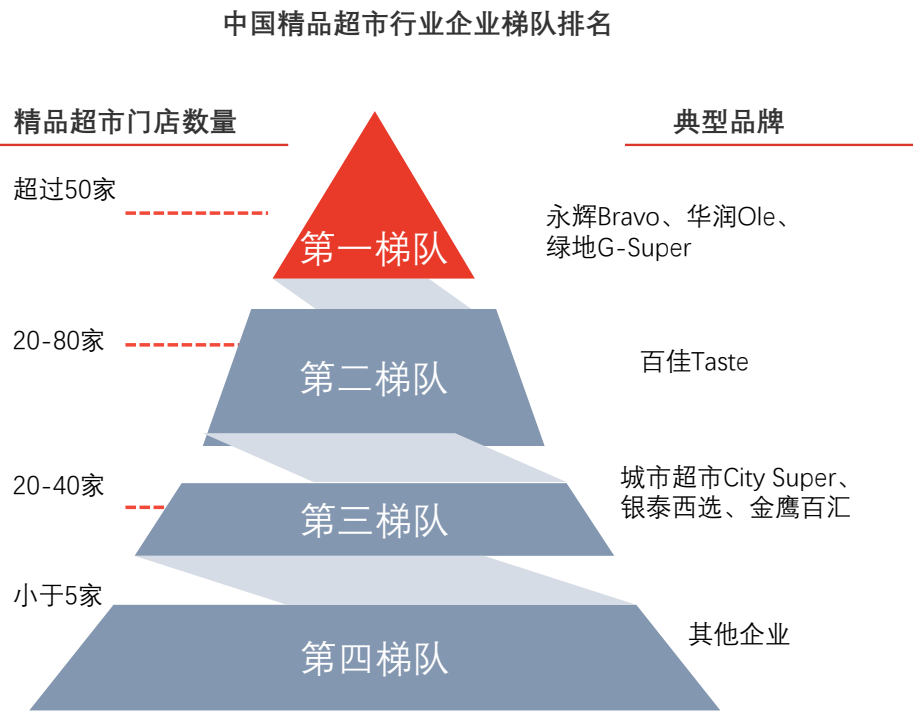 中国精品超市行业企业梯队排名
精品超市门店数量
典型品牌
超过50家
第一梯队
永辉Bravo、华润Ole、
绿地G-Super
20-80家
第二梯队
百佳Taste
20-40家
第三梯队
城市超市City Super、
银泰西选、金鹰百汇
小于5家
第四梯队
其他企业